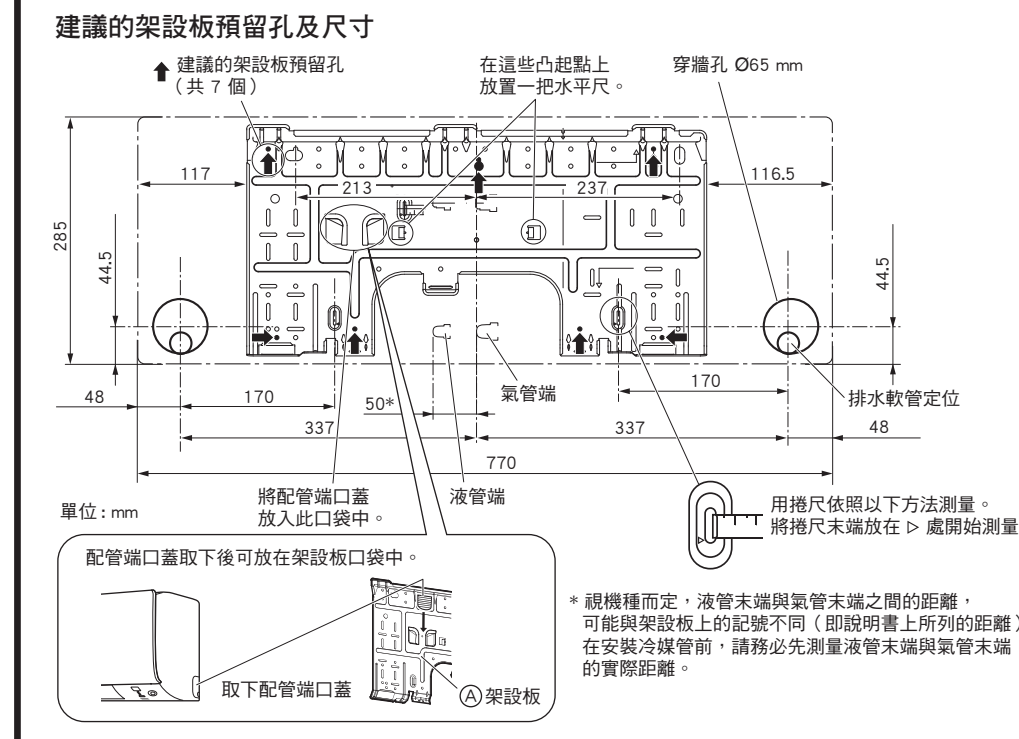 建議的架設板預留孔及尺寸
建議的架設板預留孔
（共 7 個）
在這些凸起點上
放置一把水平尺。
穿牆孔 Ø65 mm
117
213
237
116.5
285
44.5
44.5
48
170
50*
氣管端
170
排水軟管定位
337
337
48
770
將配管端口蓋
放入此口袋中。
液管端
單位 : mm
用捲尺依照以下方法測量。
將捲尺末端放在 ▷ 處開始測量
配管端口蓋取下後可放在架設板口袋中。
取下配管端口蓋
Ⓐ 架設板
* 視機種而定，液管末端與氣管末端之間的距離，
可能與架設板上的記號不同（即說明書上所列的距離）
在安裝冷媒管前，請務必先測量液管末端與氣管末端
的實際距離。